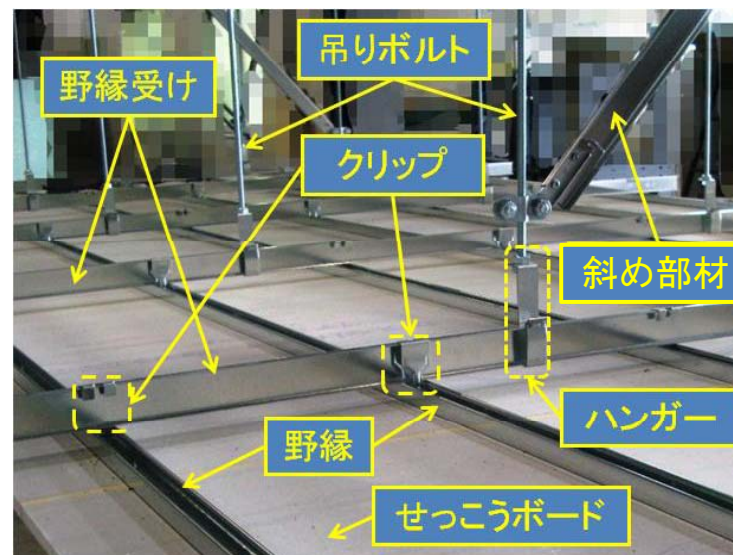 吊りボルト
野縁受け
クリップ
斜め部材
ハンガー
野縁
せっこうボード